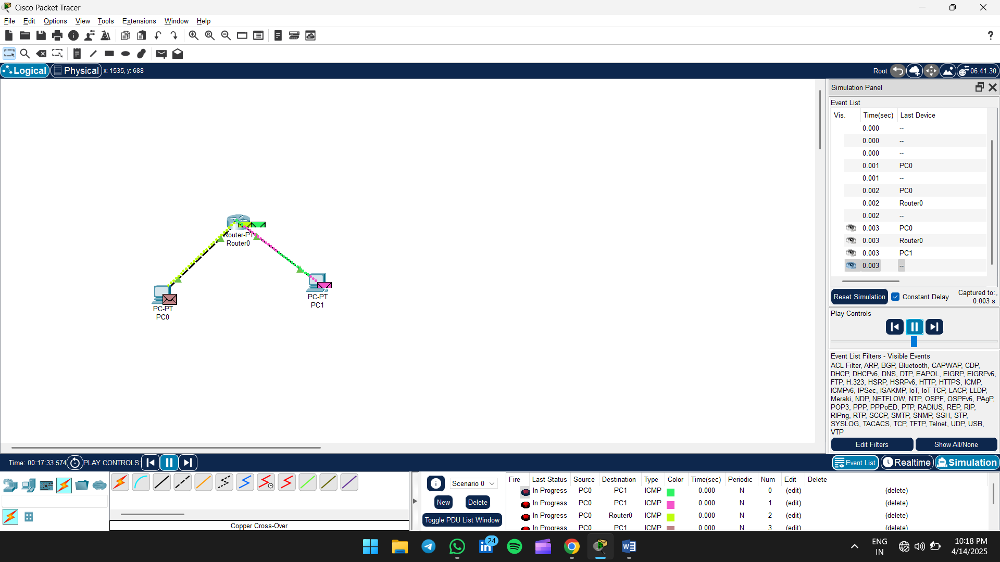 Cisco Packet Tracer
File Edit Options View Tools Extensions Window Help
Logical Physical x: 1535, y: 688 Root 06:41:30
Simulation Panel
Event List
Vis. Time(sec) Last Device
0.000 --
0.000 --
0.000 --
0.001 PC0
0.001 --
0.002 PC0
0.002 Router0
0.002 --
0.003 PC0
0.003 Router0
0.003 PC1
0.003 --
Reset Simulation Constant Delay Captured to:
0.003 s
Play Controls
Event List Filters - Visible Events
ACL Filter, ARP, BGP, Bluetooth, CAPWAP, CDP,
DHCP, DHCPv6, DNS, DTP, EAPOL, EIGRP, EIGRPv6,
FTP, H.323, HSRP, HSRPv6, HTTP, HTTPS, ICMP,
ICMPv6, IPSec, ISAKMP, IoT, IoT TCP, LACP, LLDP,
Meraki, NDP, NETFLOW, NTP, OSPF, OSPFv6, PAgP,
POP3, PPP, PPPoED, PTP, RADIUS, REP, RIP,
RIPng, RTP, SCCP, SMTP, SNMP, SSH, STP,
SYSLOG, TACACS, TCP, TFTP, Telnet, UDP, USB,
VTP
Edit Filters Show All/None
Router-PT
Router0
PC-PT
PC1
PC-PT
PC0
Time: 00:17:33.574 PLAY CONTROLS: Event List Realtime Simulation
Scenario 0
New Delete
Toggle PDU List Window
Copper Cross-Over
Fire Last Status Source Destination Type Color Time(sec) Periodic Num Edit Delete
In Progress PC0 PC1 ICMP 0.000 N 0 (edit) (delete)
In Progress PC0 PC1 ICMP 0.000 N 1 (edit) (delete)
In Progress PC0 Router0 ICMP 0.000 N 2 (edit) (delete)
In Progress PC0 PC1 ICMP 0.000 N 3 (edit) (delete)
24
ENG
IN
10:18 PM
4/14/2025